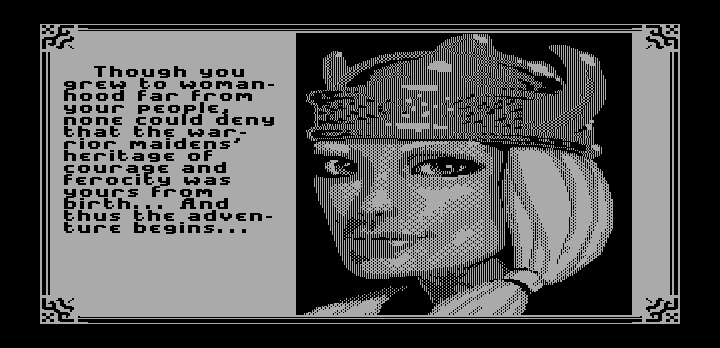 Though you
grew to woman-
hood far from
your people,
none could deny
that the war-
rior maidens'
heritage of
courage and
ferocity was
yours from
birth... And
thus the adven-
ture begins...